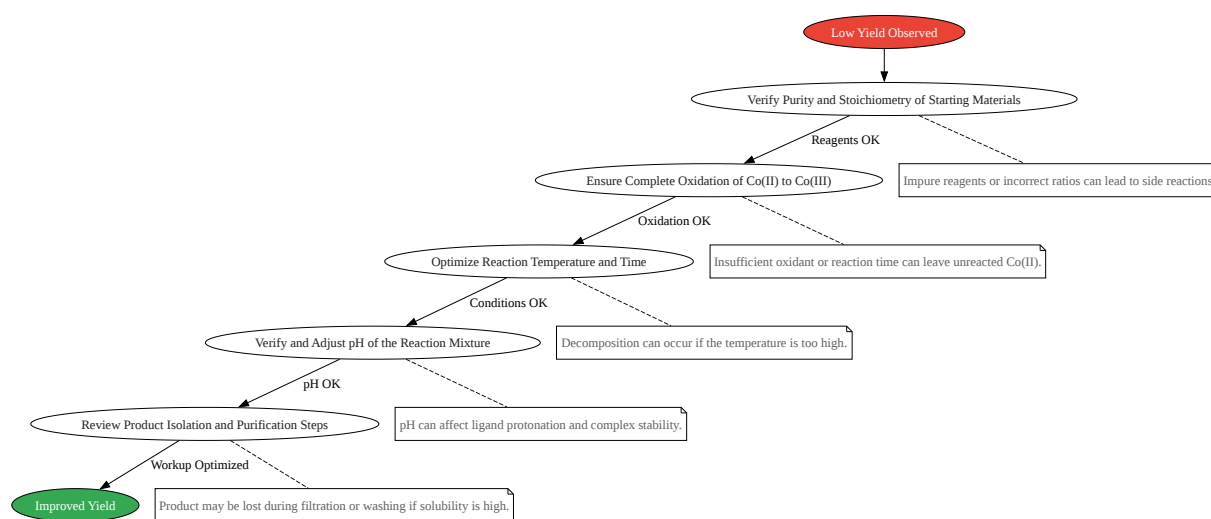 Low Yield Observed
Verify Purity and Stoichiometry of Starting Materials
Reagents OK
Ensure Complete Oxidation of Co(II) to Co(III)
Impure reagents or incorrect ratios can lead to side reactions
Oxidation OK
Optimize Reaction Temperature and Time
Insufficient oxidant or reaction time can leave unreacted Co(II).
Conditions OK
Verify and Adjust pH of the Reaction Mixture
Decomposition can occur if the temperature is too high.
pH OK
Review Product Isolation and Purification Steps
pH can affect ligand protonation and complex stability.
Workup Optimized
Improved Yield
Product may be lost during filtration or washing if solubility is high.